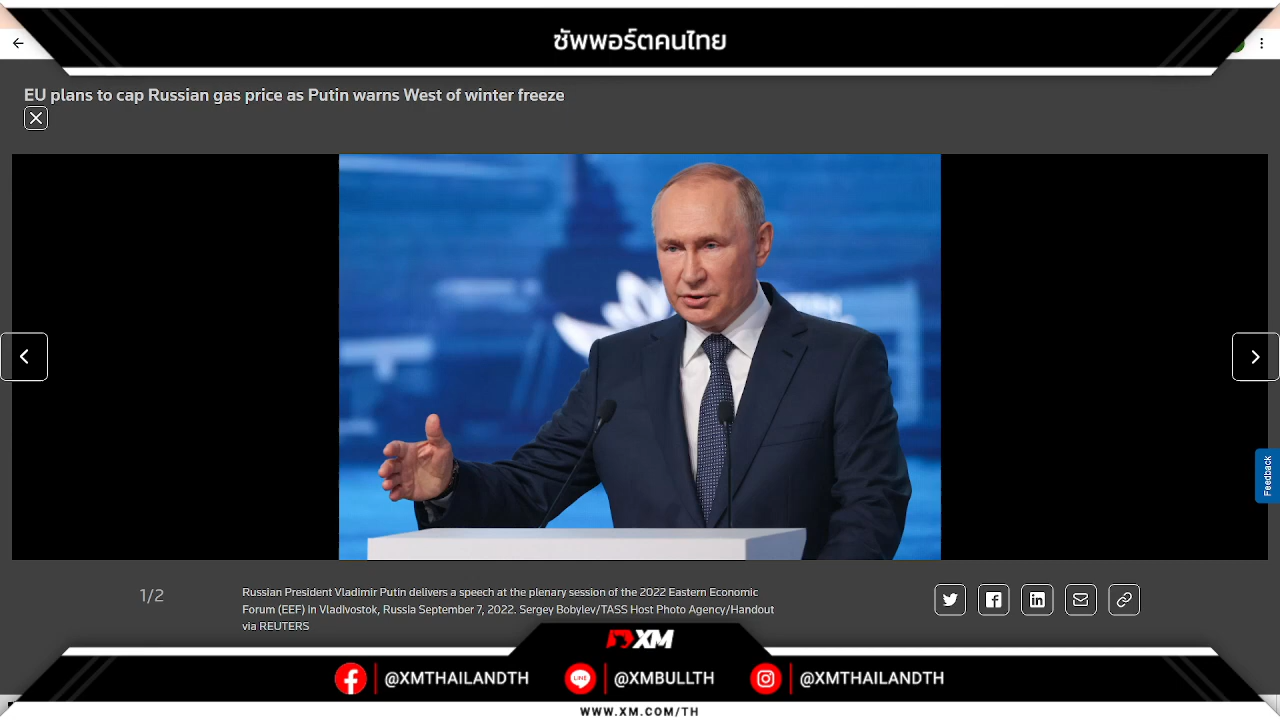 ซัพพอร์ตคนไทย
EU plans to cap Russian gas price as Putin warns West of winter freeze
Feedback
1/2
Russian President Vladimir Putin delivers a speech at the plenary session of the 2022 Eastern Economic
Forum (EEF) in Vladivostok, Russia September 7, 2022. Sergey Bobylev/TASS Host Photo Agency/Handout
via REUTERS
XM
@XMTHAILANDTH
LINE
@XMBULLTH
@XMTHAILANDTH
WWW.XM.COM/TH